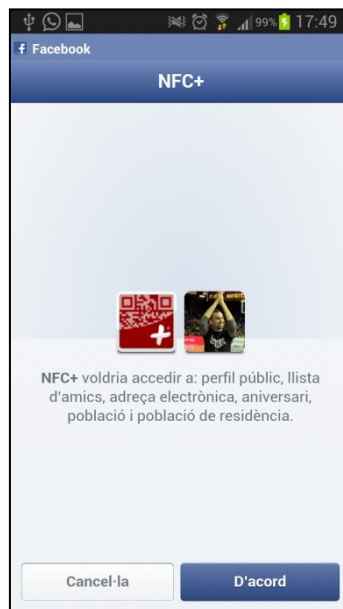 99% 17:49
Facebook
NFC+
NFC+ voldria accedir a: perfil públic, llista
d'amics, adreça electrònica, aniversari,
població i població de residència.
Cancel·la
D'acord